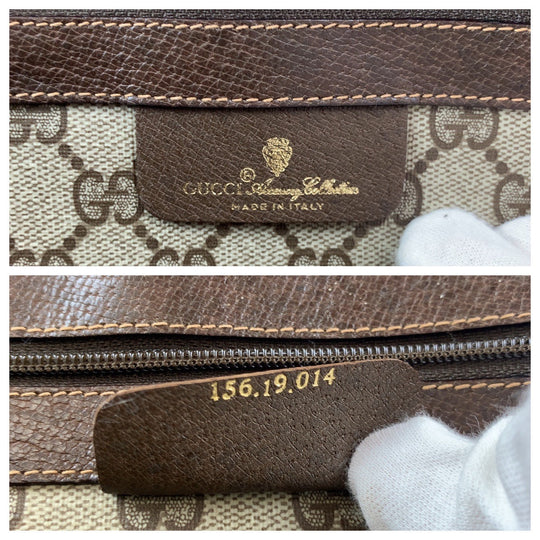 GUCCI Accessory Collection
MADE IN ITALY
156.19.014